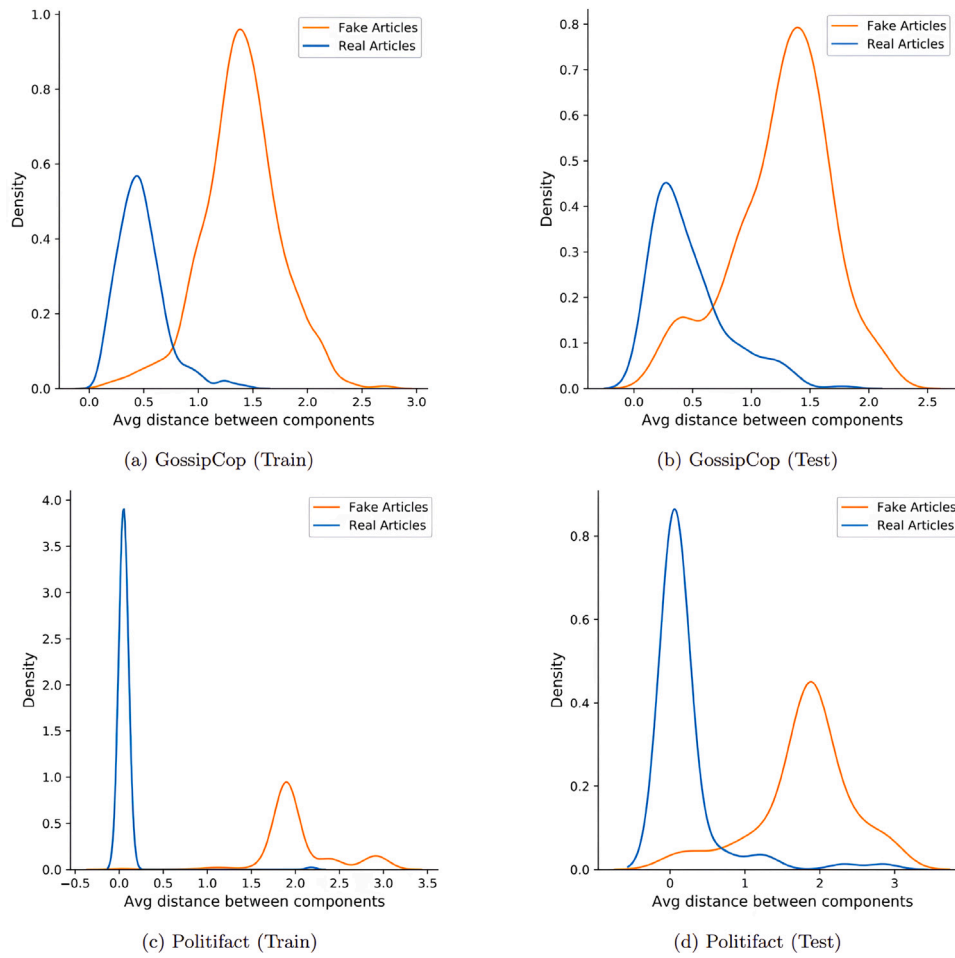 1.0
0.8
0.6
0.4
0.2
0.0
Density
Fake Articles
Real Articles
0.0 0.5 1.0 1.5 2.0 2.5 3.0
Avg distance between components
(a) GossipCop (Train)
0.8
0.7
0.6
0.5
0.4
0.3
0.2
0.1
0.0
Density
Fake Articles
Real Articles
0.0 0.5 1.0 1.5 2.0 2.5
Avg distance between components
(b) GossipCop (Test)
4.0
3.5
3.0
2.5
2.0
1.5
1.0
0.5
0.0
Density
Fake Articles
Real Articles
−0.5 0.0 0.5 1.0 1.5 2.0 2.5 3.0 3.5
Avg distance between components
(c) Politifact (Train)
0.8
0.6
0.4
0.2
0.0
Density
Fake Articles
Real Articles
0 1 2 3
Avg distance between components
(d) Politifact (Test)